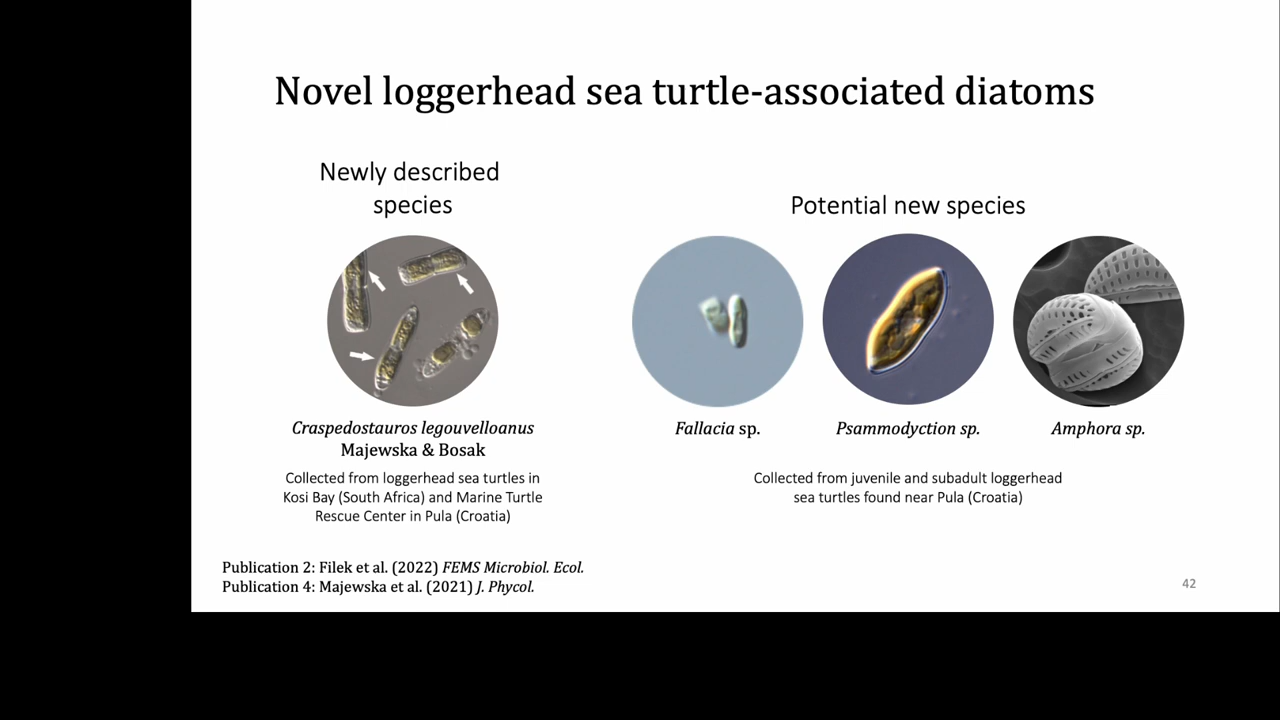 Novel loggerhead sea turtle-associated diatoms
Newly described
species
Craspedostauros legouvelloanus
Majewska & Bosak
Collected from loggerhead sea turtles in
Kosi Bay (South Africa) and Marine Turtle
Rescue Center in Pula (Croatia)
Potential new species
Fallacia sp.
Psammodyction sp.
Amphora sp.
Collected from juvenile and subadult loggerhead
sea turtles found near Pula (Croatia)
Publication 2: Filek et al. (2022) FEMS Microbiol. Ecol.
Publication 4: Majewska et al. (2021) J. Phycol.
42